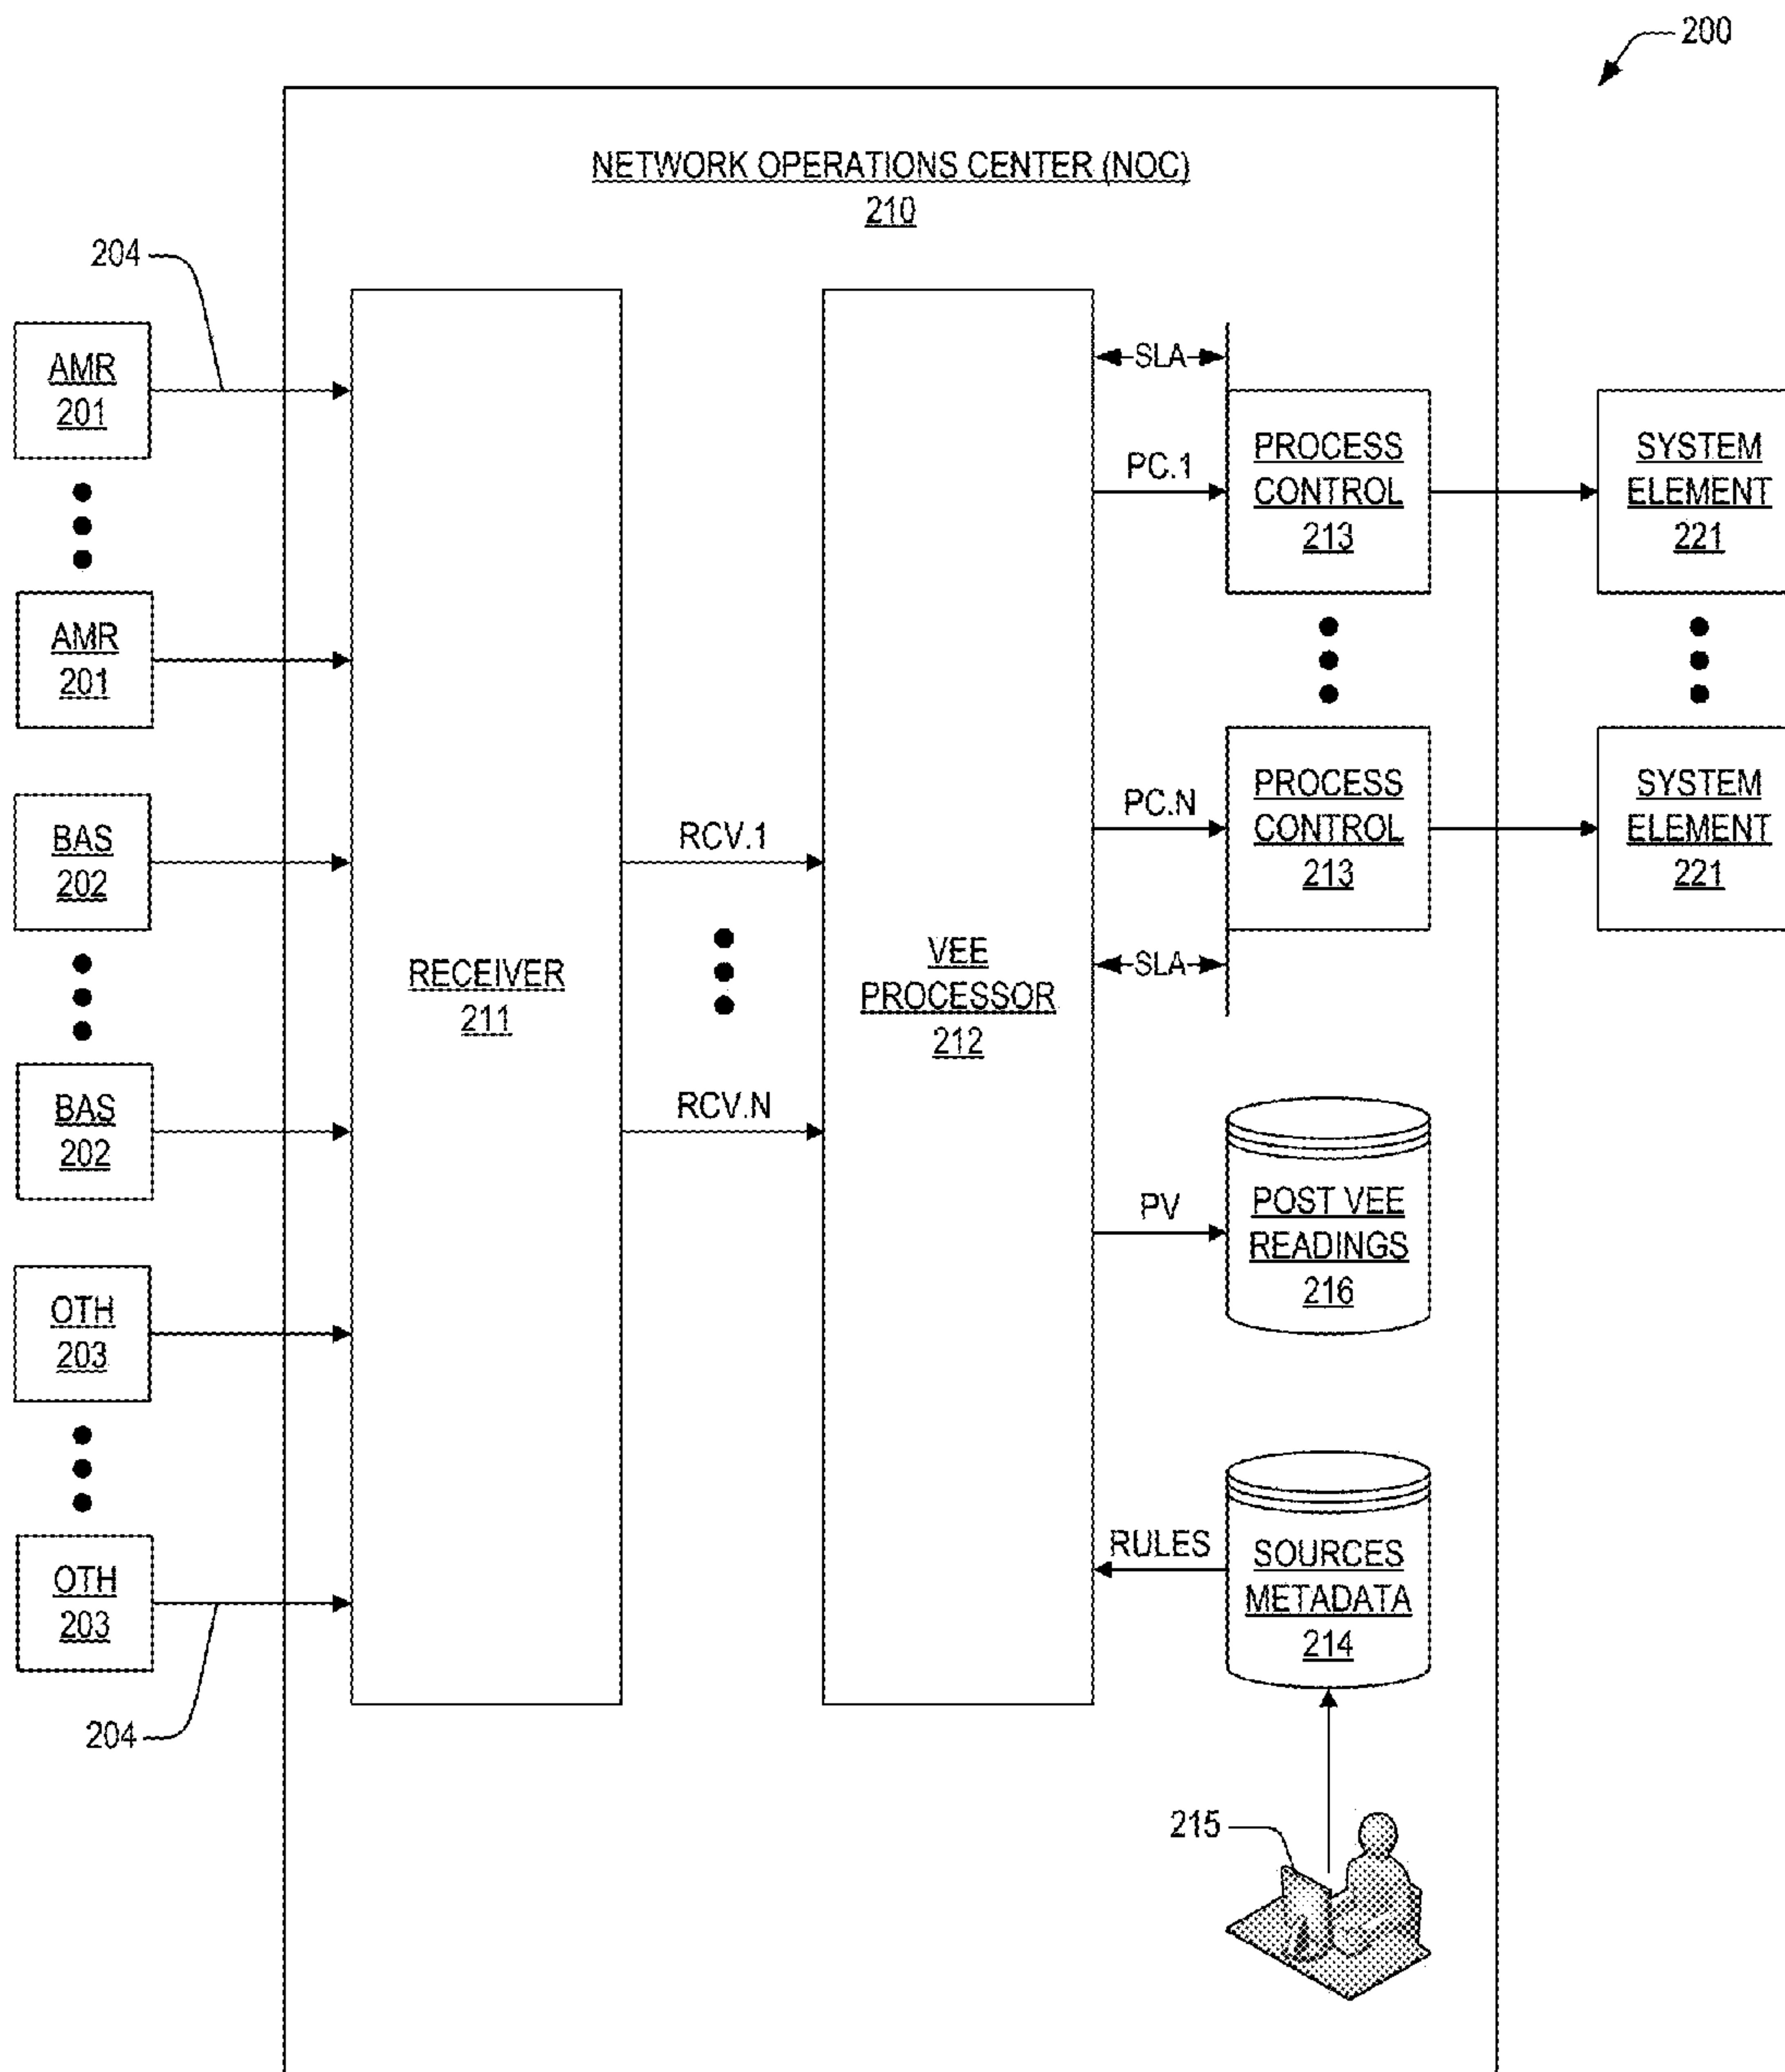 200
NETWORK OPERATIONS CENTER (NOC)
210
204
AMR
201
AMR
201
BAS
202
BAS
202
OTH
203
OTH
203
204
RECEIVER
211
RCV.1
RCV.N
VEE
PROCESSOR
212
SLA
PC.1
PC.N
SLA
PV
RULES
PROCESS
CONTROL
213
PROCESS
CONTROL
213
POST VEE
READINGS
216
SOURCES
METADATA
214
215
SYSTEM
ELEMENT
221
SYSTEM
ELEMENT
221